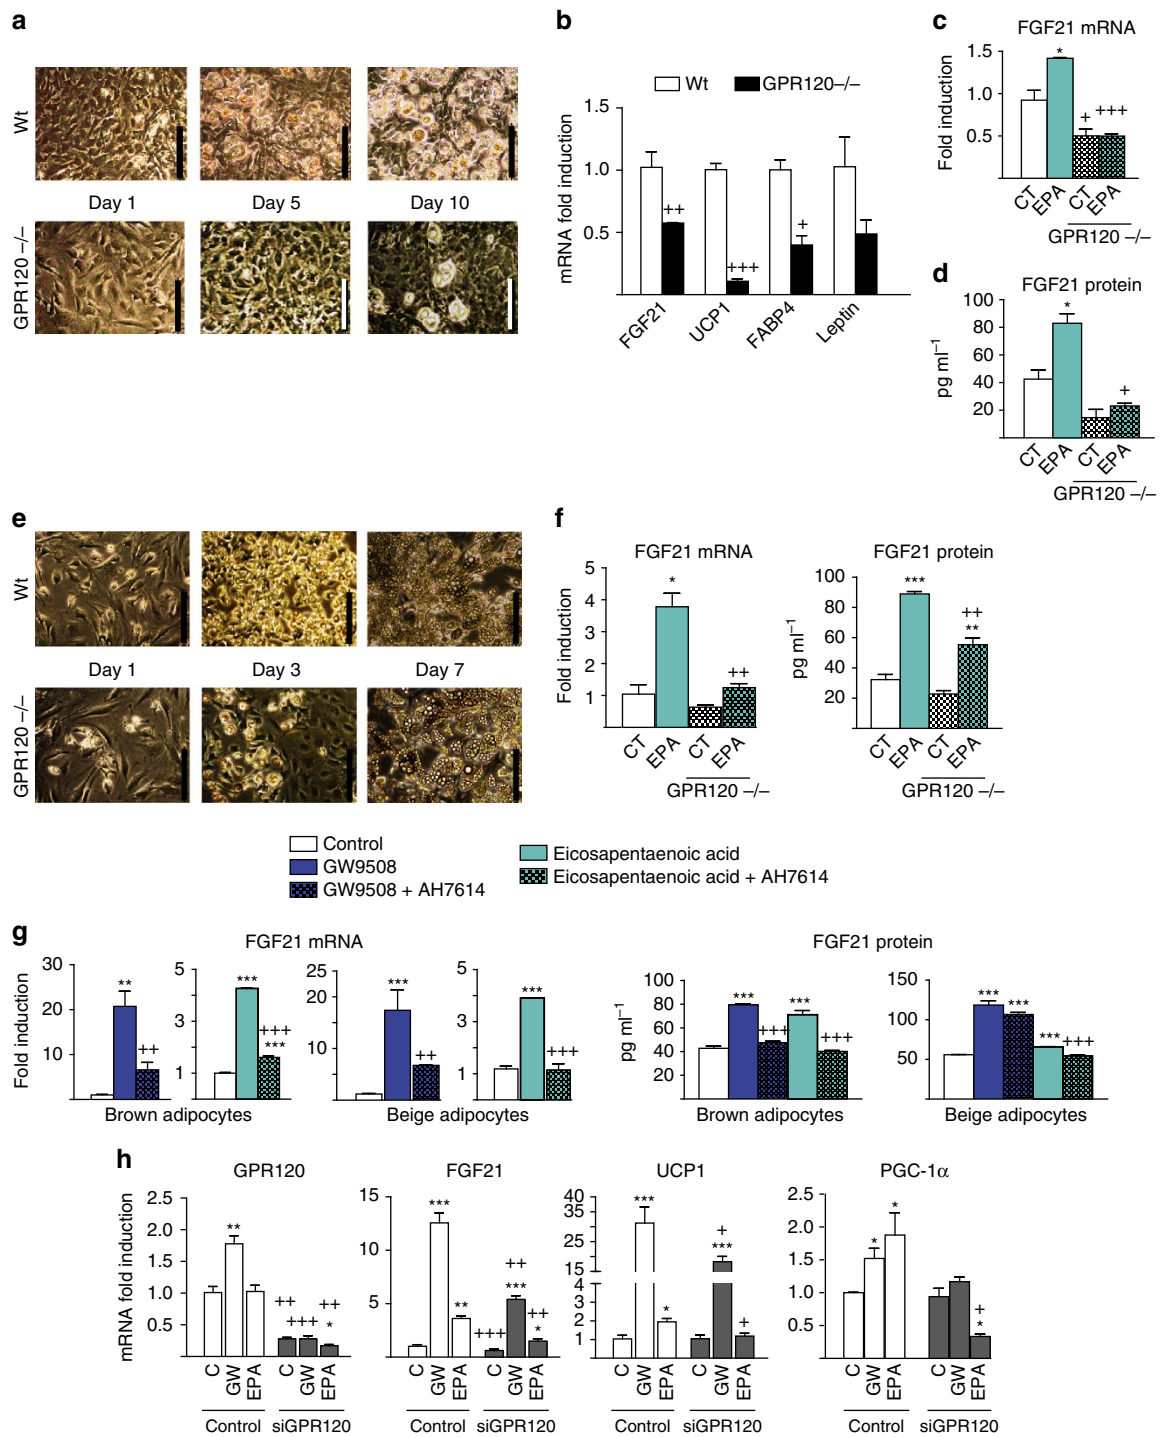 a
Wt
Day 1
Day 5
Day 10
GPR120 –/–
b
Wt
GPR120–/–
mRNA fold induction
1.5
1.0
0.5
++
+++
+
FGF21
UCP1
FABP4
Leptin
c
FGF21 mRNA
Fold induction
1.5
1.0
0.5
*
+
+++
CT
EPA
CT
EPA
GPR120 –/–
d
FGF21 protein
pg ml–1
100
80
60
40
20
*
+
CT
EPA
CT
EPA
GPR120 –/–
e
Wt
Day 1
Day 3
Day 7
GPR120 –/–
f
FGF21 mRNA
Fold induction
5
4
3
2
1
*
++
CT
EPA
CT
EPA
GPR120 –/–
FGF21 protein
pg ml–1
80
60
40
20
***
++
**
CT
EPA
CT
EPA
GPR120 –/–
Control
GW9508
GW9508 + AH7614
Eicosapentaenoic acid
Eicosapentaenoic acid + AH7614
g
FGF21 mRNA
Fold induction
30
20
10
**
++
5
3
1
***
+++
***
Brown adipocytes
25
20
10
***
++
5
3
1
***
+++
Beige adipocytes
FGF21 protein
pg ml–1
100
80
60
40
20
***
+++
***
+++
Brown adipocytes
150
100
50
***
***
***
+++
Beige adipocytes
h
GPR120
mRNA fold induction
2.5
2.0
1.5
1.0
0.5
**
++
+++
++
*
C
GW
EPA
C
GW
EPA
Control
siGPR120
FGF21
15
10
5
***
**
+++
++
***
++
*
C
GW
EPA
C
GW
EPA
Control
siGPR120
UCP1
40
35
25
15
4
3
2
1
***
*
+
***
+
C
GW
EPA
C
GW
EPA
Control
siGPR120
PGC-1α
2.5
2.0
1.5
1.0
0.5
*
*
+
*
C
GW
EPA
C
GW
EPA
Control
siGPR120